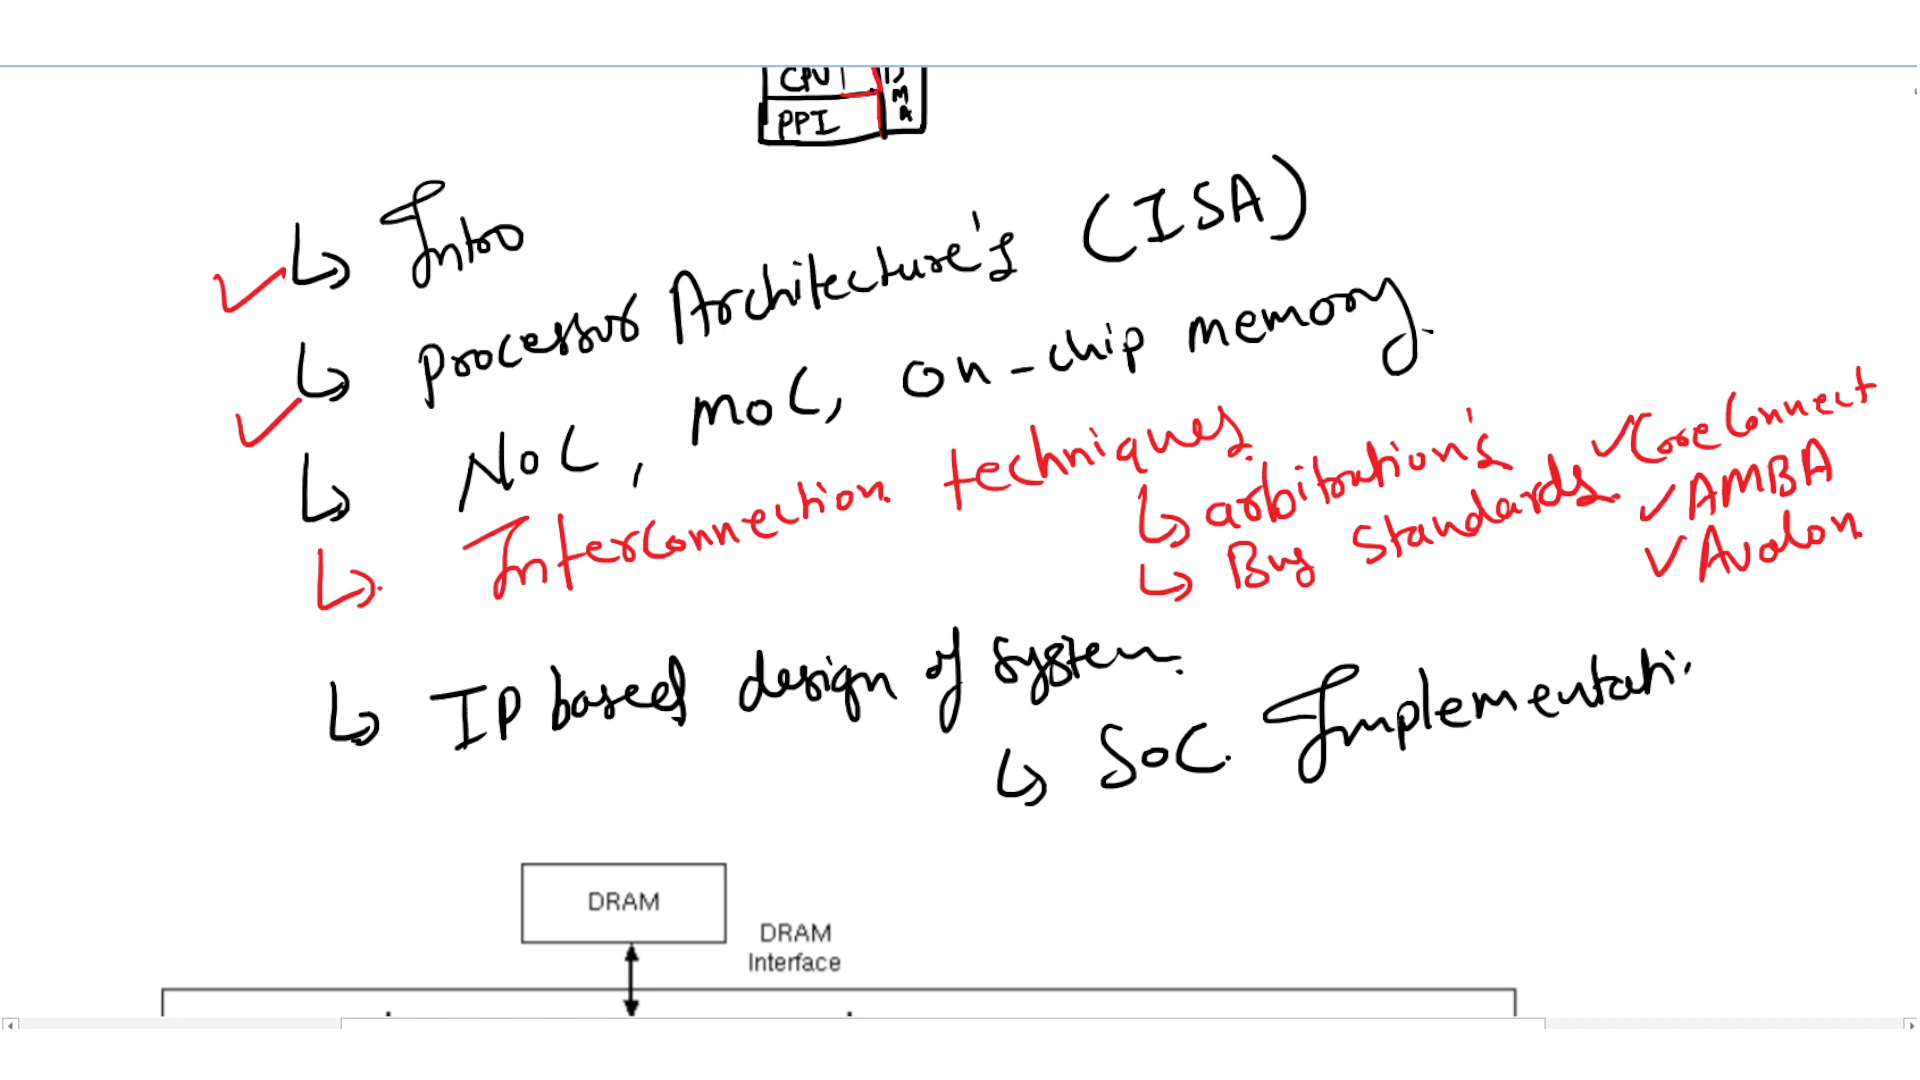 CPU
DMA
PPI
Intro
processor Architecture's (ISA)
NoC, MoC, on-chip memory.
Interconnection techniques.
arbitration's
Bus Standards.
CoreConnect
AMBA
Avalon.
IP based design of system.
SoC. Implementati
DRAM
DRAM
Interface